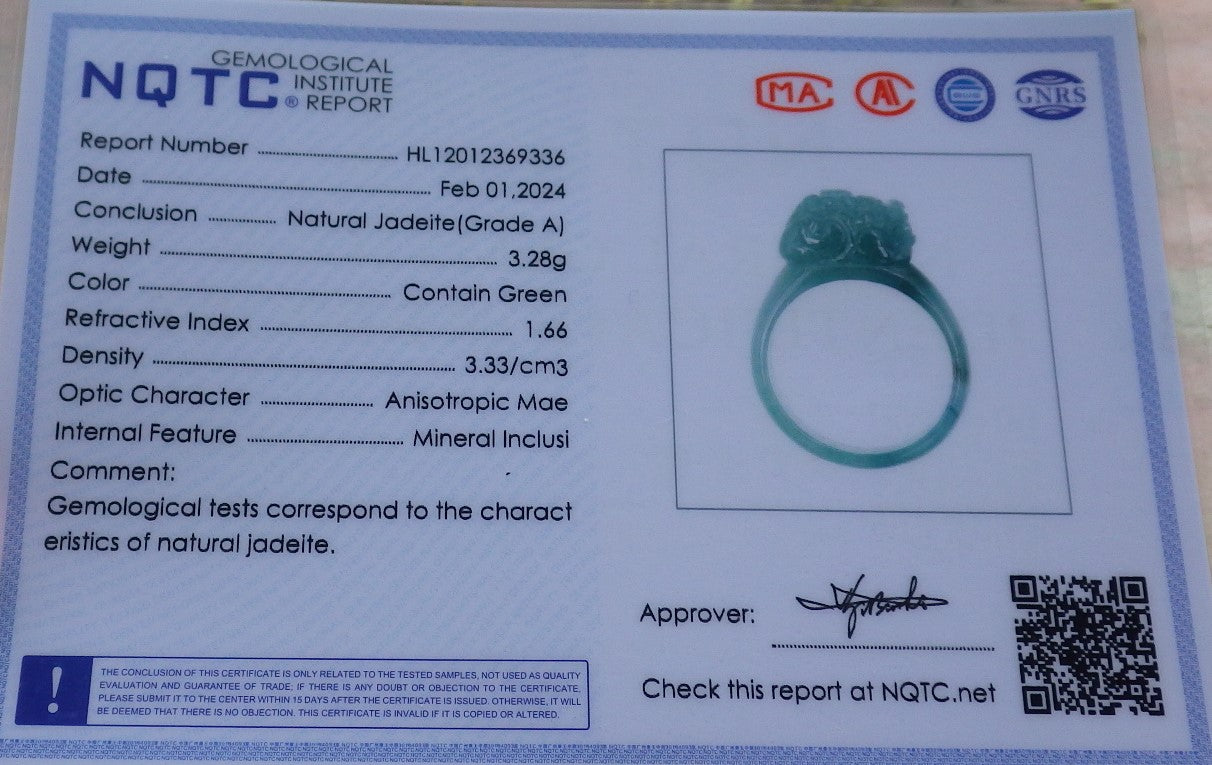 GEMOLOGICAL
NQTC INSTITUTE
® REPORT
MA
GNRS
Report Number ........ HL12012369336
Date ........ Feb 01,2024
Conclusion ........ Natural Jadeite(Grade A)
Weight ........ 3.28g
Color ........ Contain Green
Refractive Index ........ 1.66
Density ........ 3.33/cm3
Optic Character ........ Anisotropic Mae
Internal Feature ........ Mineral Inclusi
Comment:
Gemological tests correspond to the charact
eristics of natural jadeite.
Approver:
Check this report at NQTC.net
! THE CONCLUSION OF THIS CERTIFICATE IS ONLY RELATED TO THE TESTED SAMPLES, NOT USED AS QUALITY
EVALUATION AND GUARANTEE OF TRADE; IF THERE IS ANY DOUBT OR OBJECTION TO THE CERTIFICATE,
PLEASE SUBMIT IT TO THE CENTER WITHIN 15 DAYS AFTER THE CERTIFICATE IS ISSUED. OTHERWISE, IT WILL
BE DEEMED THAT THERE IS NO OBJECTION. THIS CERTIFICATE IS INVALID IF IT IS COPIED OR ALTERED.